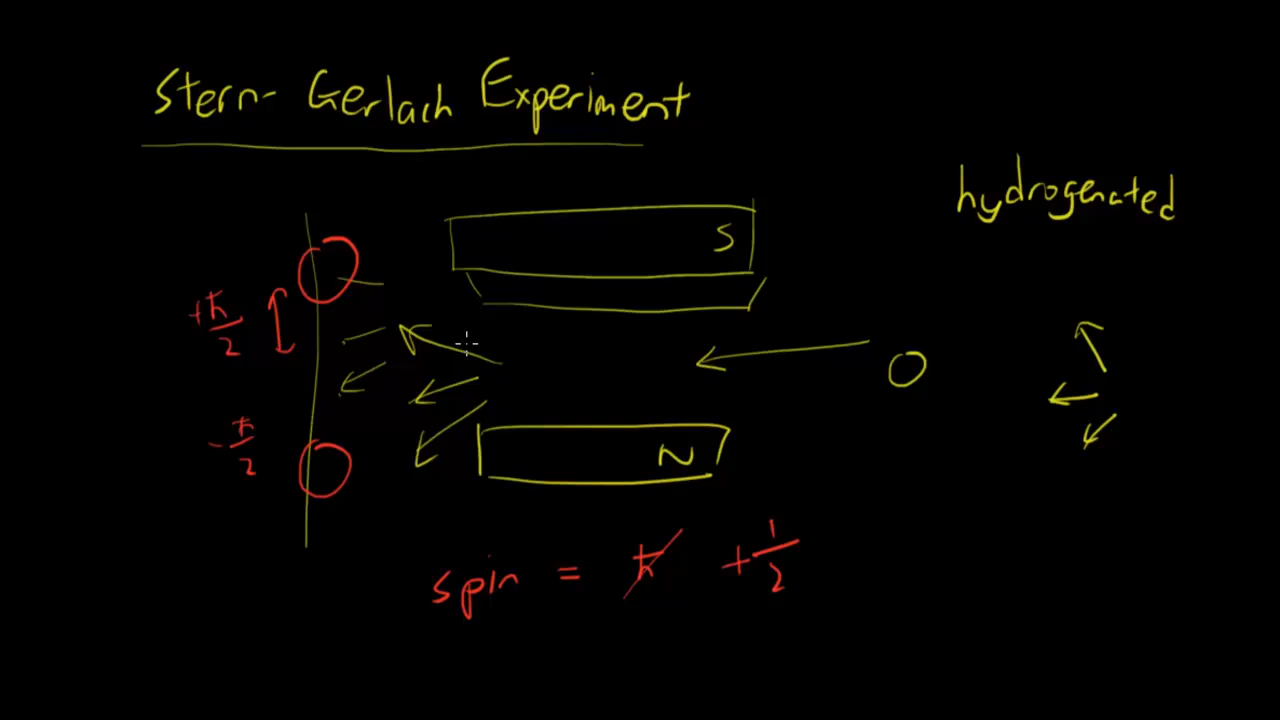 Stern-Gerlach Experiment
hydrogenated
S
+ħ/2
-ħ/2
N
spin = ħ +1/2